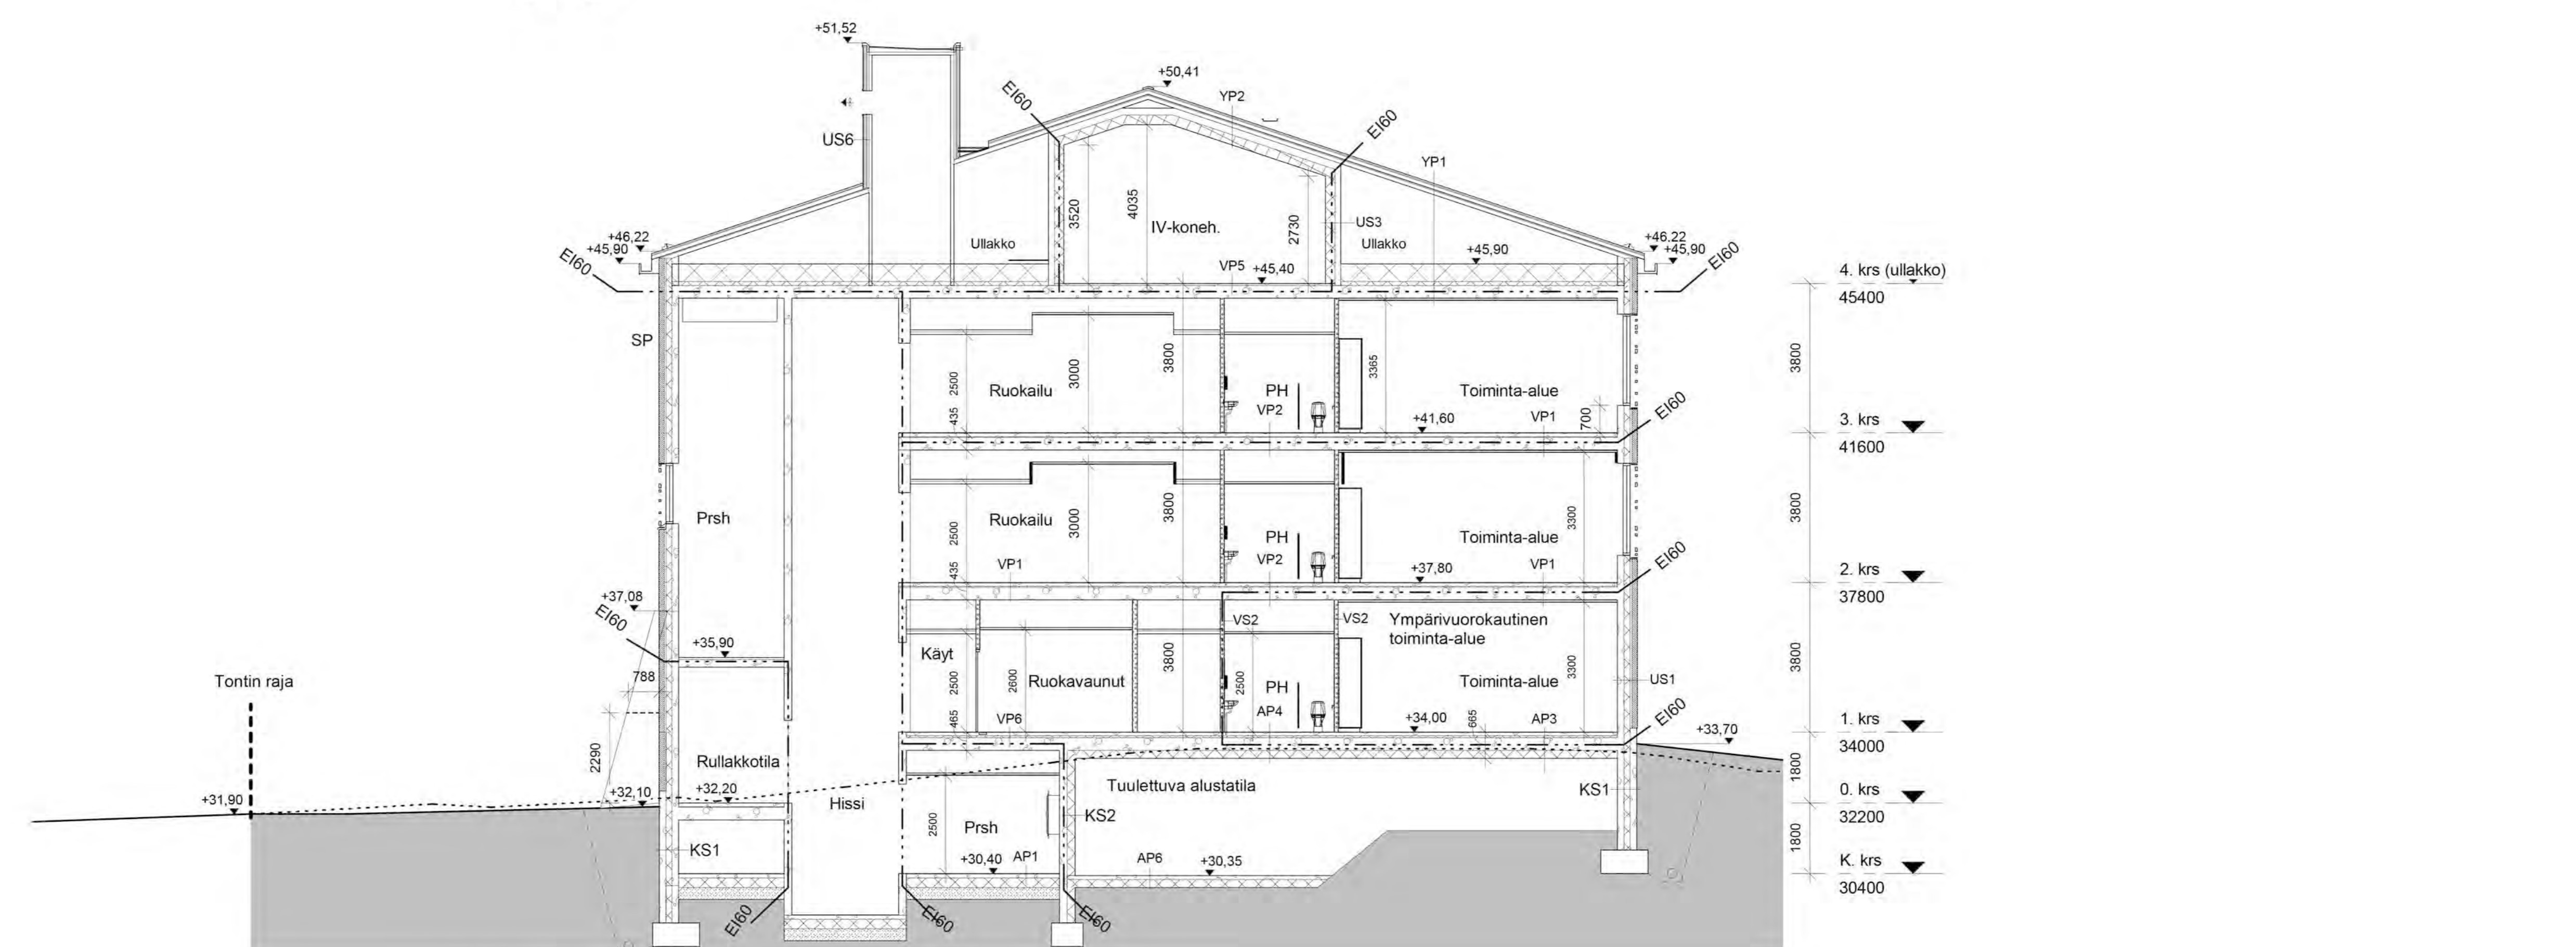 +51,52
+50,41
EI60
YP2
EI60
US6
YP1
3520
4035
IV-koneh.
2730
US3
Ullakko
Ullakko
+46,22
+45,90
EI60
+45,90
+46,22
+45,90
EI60
VP5
+45,40
4. krs (ullakko)
45400
SP
2500
435
Ruokailu
3000
3800
PH
VP2
3365
Toiminta-alue
+41,60
VP1
700
EI60
3800
3. krs
41600
Prsh
2500
435
Ruokailu
3000
3800
VP1
PH
VP2
Toiminta-alue
3300
+37,80
VP1
EI60
3800
2. krs
37800
+37,08
EI60
+35,90
788
2290
Käyt
2500
465
2600
Ruokavaunut
VP6
3800
VS2
2500
PH
AP4
VS2
Ympärivuorokautinen
toiminta-alue
Toiminta-alue
3300
+34,00
665
AP3
US1
EI60
3800
1. krs
34000
+33,70
Tontin raja
+31,90
+32,10
Rullakkotila
+32,20
Hissi
2500
Prsh
+30,40
AP1
KS2
Tuulettuva alustatila
AP6
+30,35
KS1
KS1
1800
0. krs
32200
1800
K. krs
30400
EI60
EI60
EI60